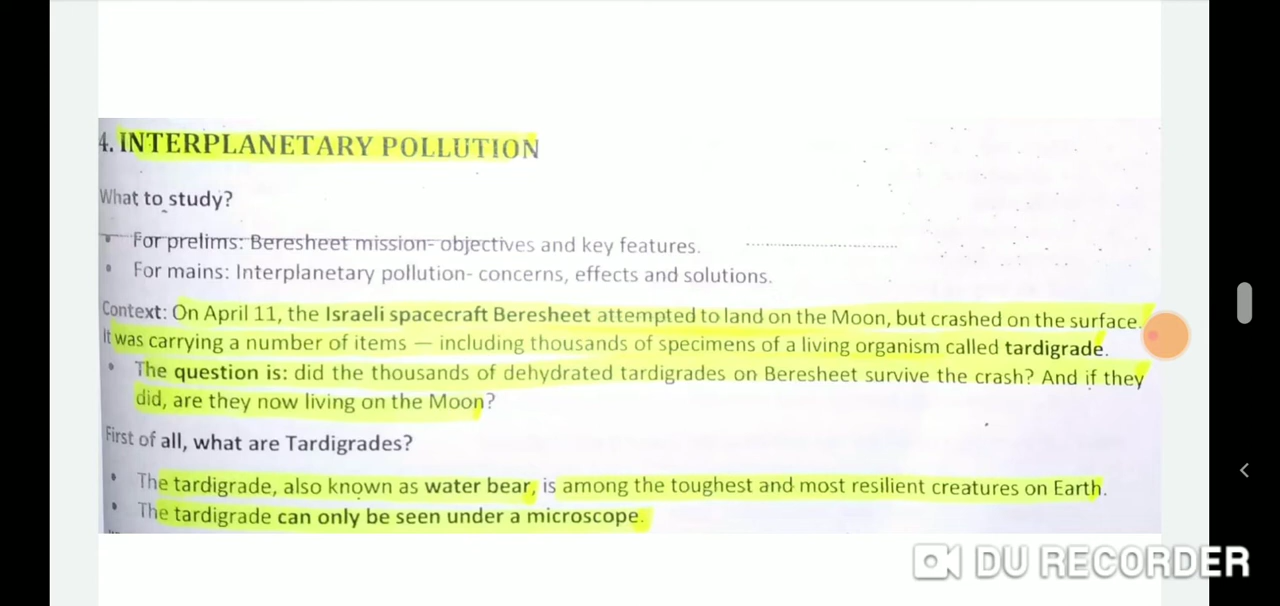 4. INTERPLANETARY POLLUTION
What to study?
• For prelims: Beresheet mission- objectives and key features.
• For mains: Interplanetary pollution- concerns, effects and solutions.
Context: On April 11, the Israeli spacecraft Beresheet attempted to land on the Moon, but crashed on the surface.
It was carrying a number of items — including thousands of specimens of a living organism called tardigrade.
• The question is: did the thousands of dehydrated tardigrades on Beresheet survive the crash? And if they
did, are they now living on the Moon?
First of all, what are Tardigrades?
• The tardigrade, also known as water bear, is among the toughest and most resilient creatures on Earth.
• The tardigrade can only be seen under a microscope.
DU RECORDER